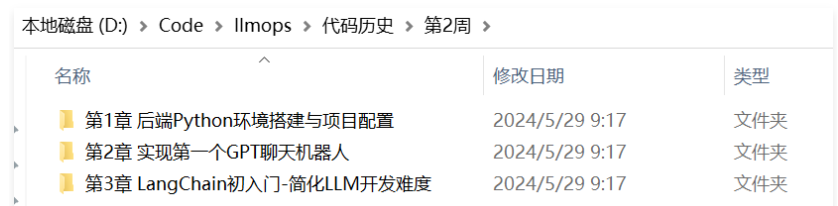 本地磁盘 (D:) > Code > llmops > 代码历史 > 第2周 >
名称 修改日期 类型
第1章 后端Python环境搭建与项目配置 2024/5/29 9:17 文件夹
第2章 实现第一个GPT聊天机器人 2024/5/29 9:17 文件夹
第3章 LangChain初入门-简化LLM开发难度 2024/5/29 9:17 文件夹